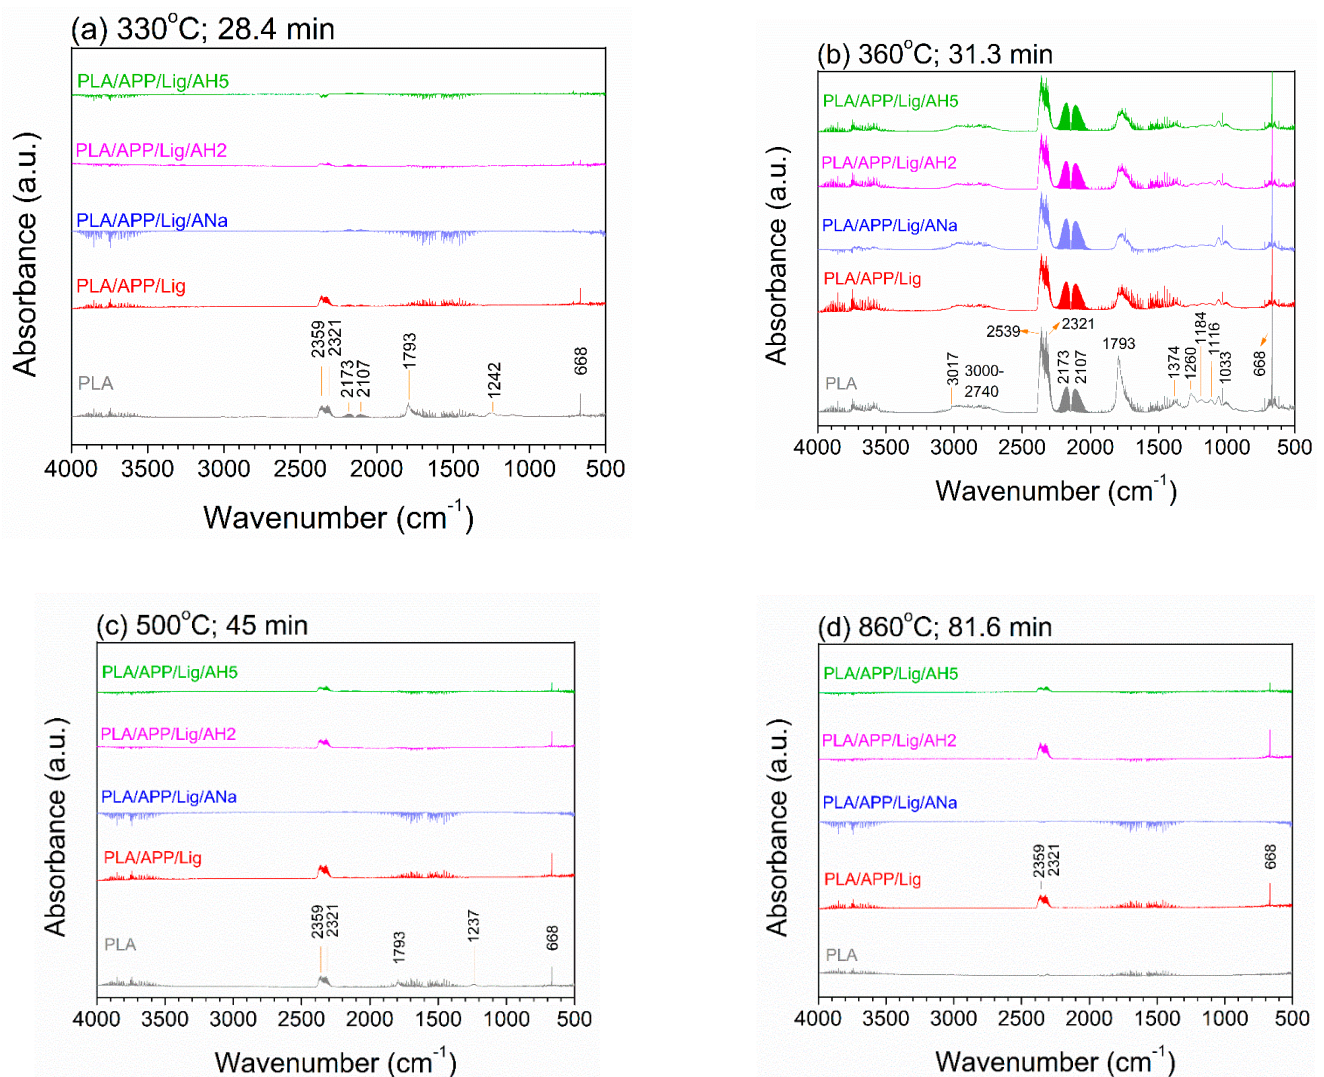 (a) 330°C; 28.4 min
Absorbance (a.u.)
PLA/APP/Lig/AH5
PLA/APP/Lig/AH2
PLA/APP/Lig/ANa
PLA/APP/Lig
PLA
2359
2321
2173
2107
1793
1242
668
4000 3500 3000 2500 2000 1500 1000 500
Wavenumber (cm⁻¹)
(b) 360°C; 31.3 min
Absorbance (a.u.)
PLA/APP/Lig/AH5
PLA/APP/Lig/AH2
PLA/APP/Lig/ANa
PLA/APP/Lig
PLA
2539
2321
3017
3000-
2740
2173
2107
1793
1374
1260
1184
1116
1033
668
4000 3500 3000 2500 2000 1500 1000 500
Wavenumber (cm⁻¹)
(c) 500°C; 45 min
Absorbance (a.u.)
PLA/APP/Lig/AH5
PLA/APP/Lig/AH2
PLA/APP/Lig/ANa
PLA/APP/Lig
PLA
2359
2321
1793
1237
668
4000 3500 3000 2500 2000 1500 1000 500
Wavenumber (cm⁻¹)
(d) 860°C; 81.6 min
Absorbance (a.u.)
PLA/APP/Lig/AH5
PLA/APP/Lig/AH2
PLA/APP/Lig/ANa
PLA/APP/Lig
PLA
2359
2321
668
4000 3500 3000 2500 2000 1500 1000 500
Wavenumber (cm⁻¹)